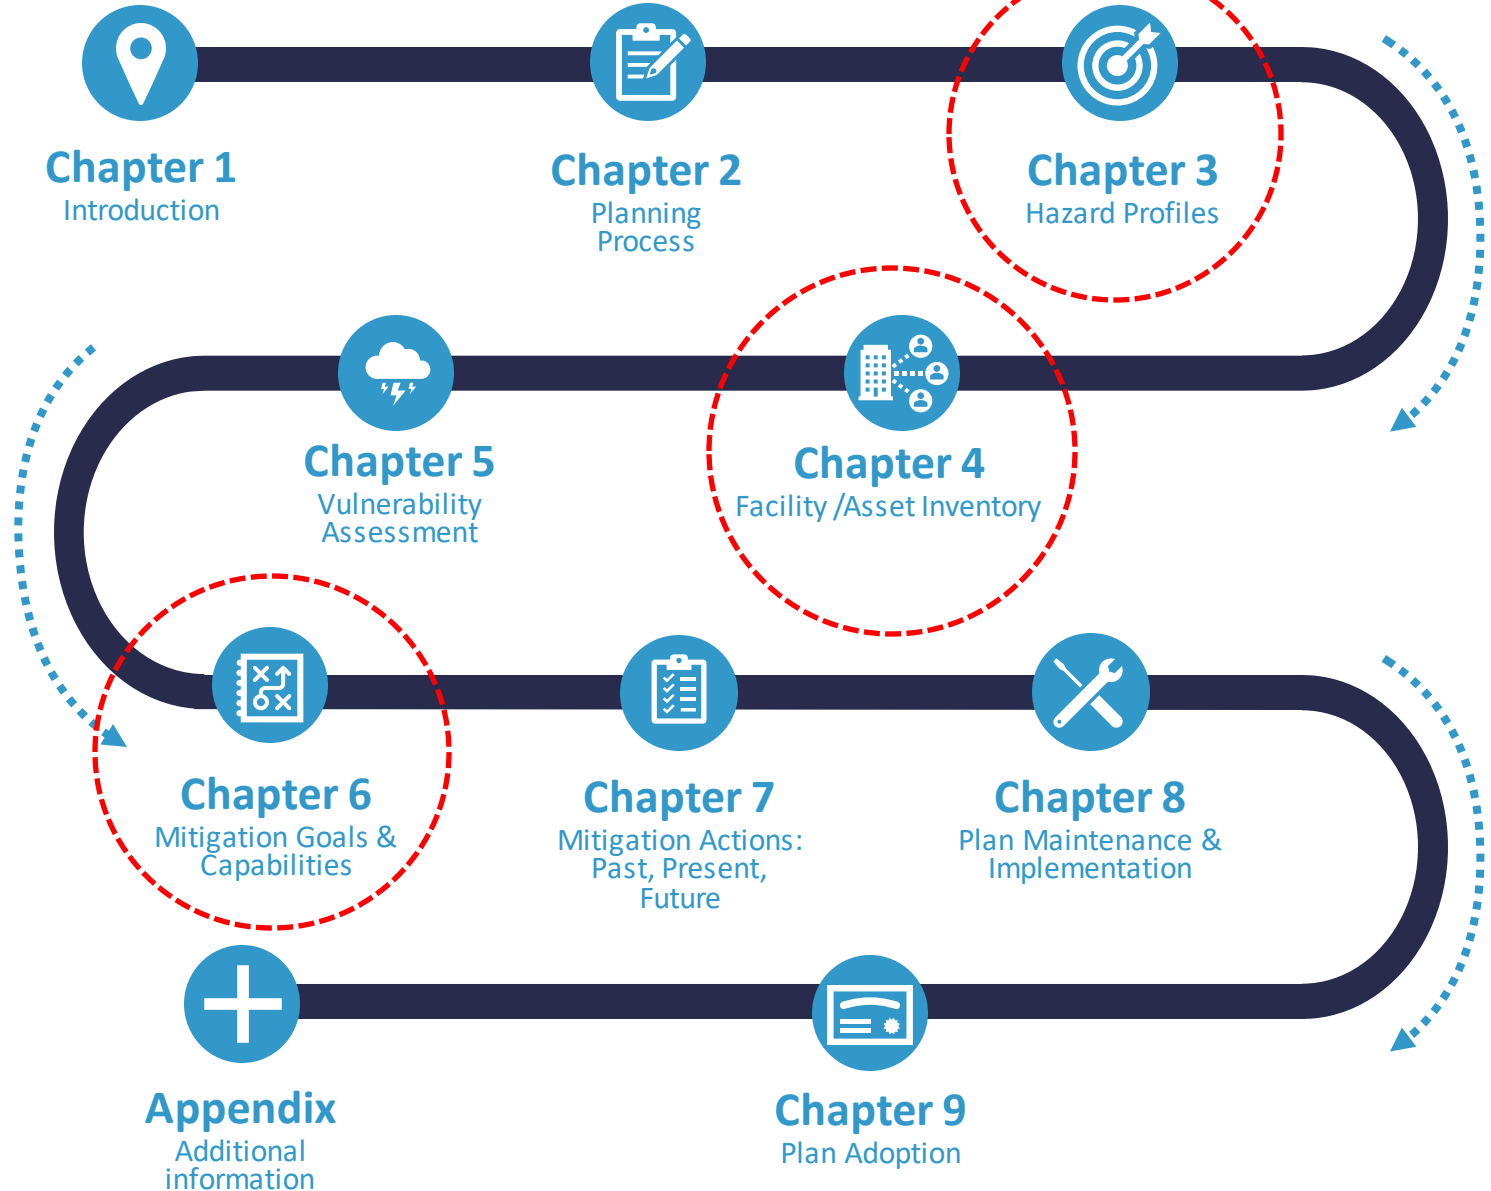 Chapter 1
Introduction
Chapter 2
Planning
Process
Chapter 3
Hazard Profiles
Chapter 5
Vulnerability
Assessment
Chapter 4
Facility /Asset Inventory
Chapter 6
Mitigation Goals &
Capabilities
Chapter 7
Mitigation Actions:
Past, Present,
Future
Chapter 8
Plan Maintenance &
Implementation
Appendix
Additional
information
Chapter 9
Plan Adoption